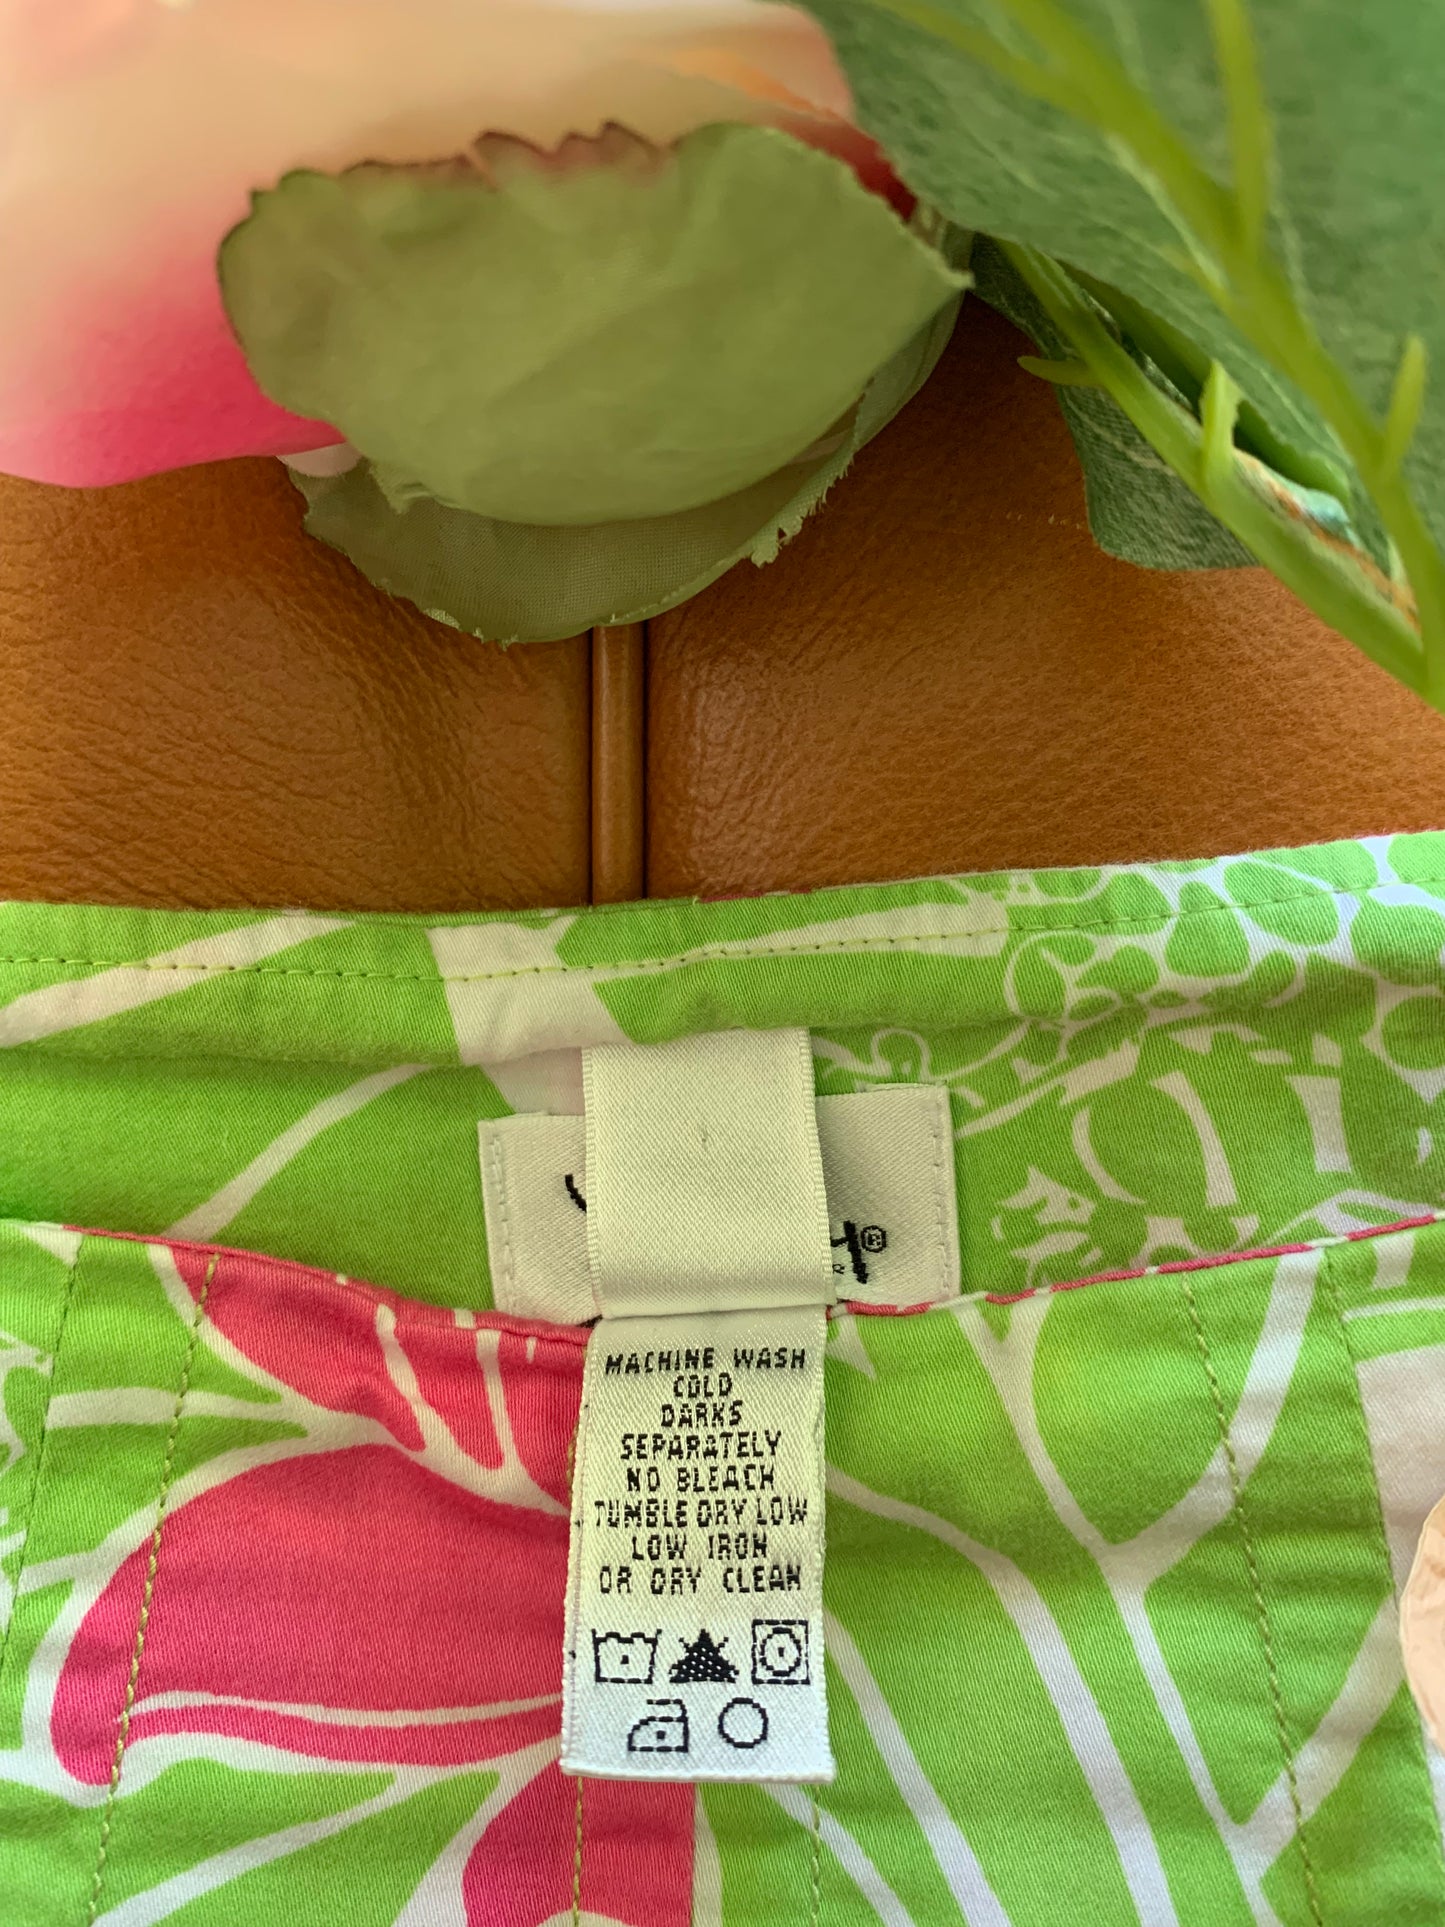 MACHINE WASH
COLD
DARKS
SEPARATELY
NO BLEACH
TUMBLE DRY LOW
LOW IRON
OR DRY CLEAN